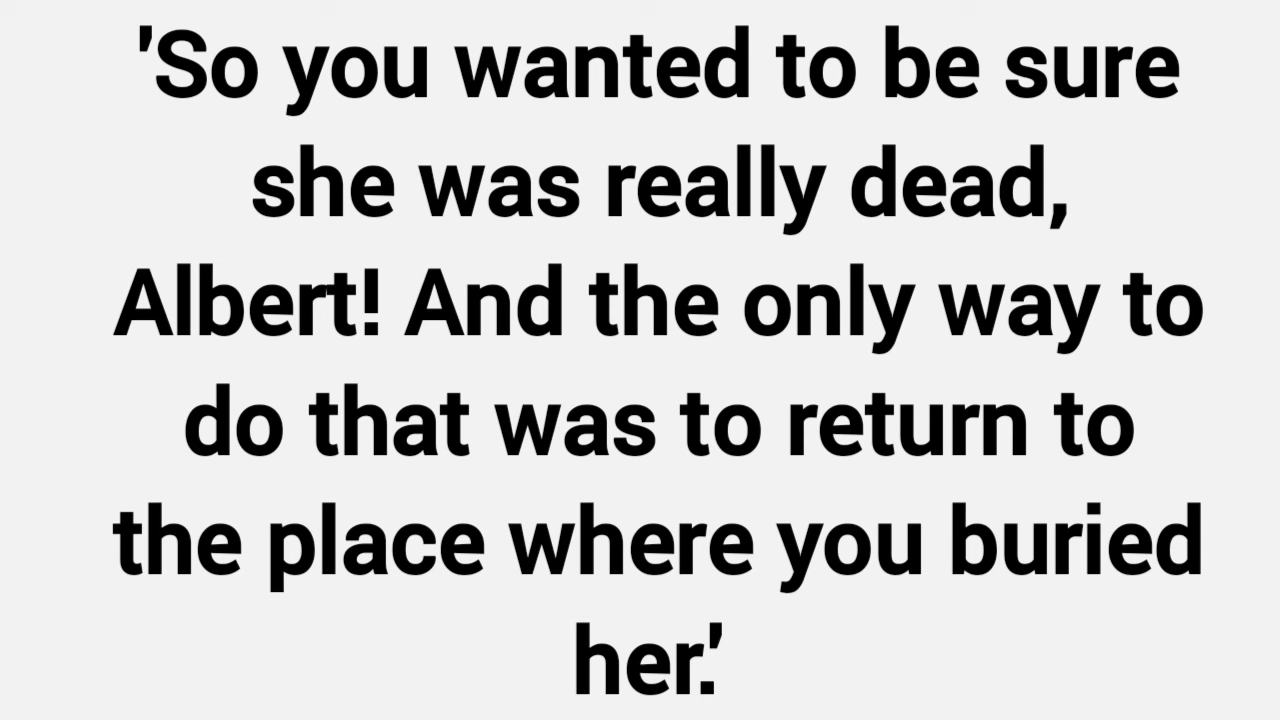 'So you wanted to be sure
she was really dead,
Albert! And the only way to
do that was to return to
the place where you buried
her.'